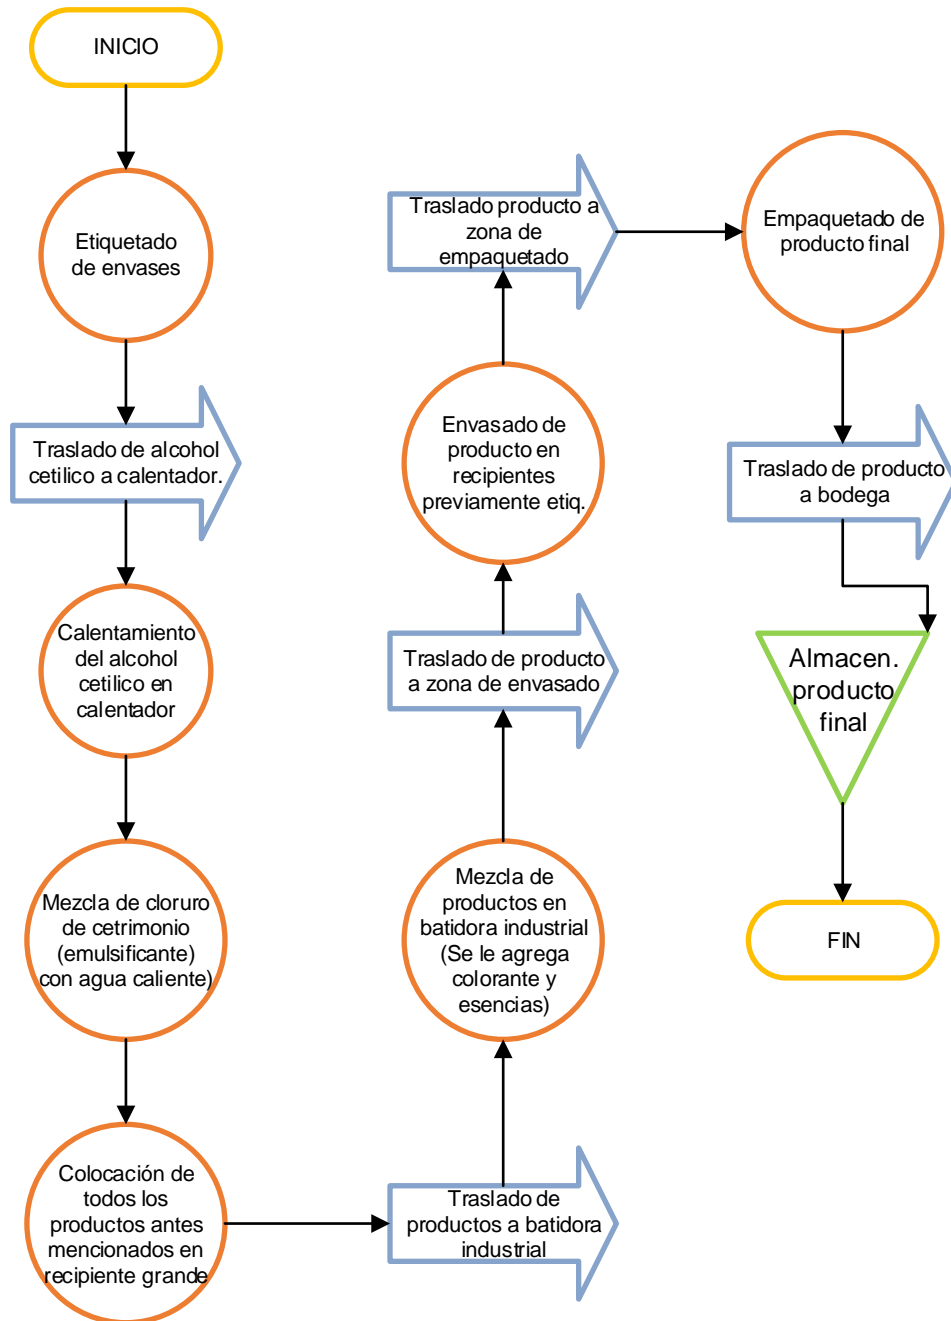 INICIO
Etiquetado
de envases
Traslado de alcohol
cetilico a calentador.
Calentamiento
del alcohol
cetilico en
calentador
Mezcla de cloruro
de cetrimonio
(emulsificante)
con agua caliente)
Colocación de
todos los
productos antes
mencionados en
recipiente grande
Traslado de
productos a batidora
industrial
Mezcla de
productos en
batidora industrial
(Se le agrega
colorante y
esencias)
Traslado de producto
a zona de envasado
Envasado de
producto en
recipientes
previamente etiq.
Traslado producto a
zona de
empaquetado
Empaquetado de
producto final
Traslado de producto
a bodega
Almacen.
producto
final
FIN